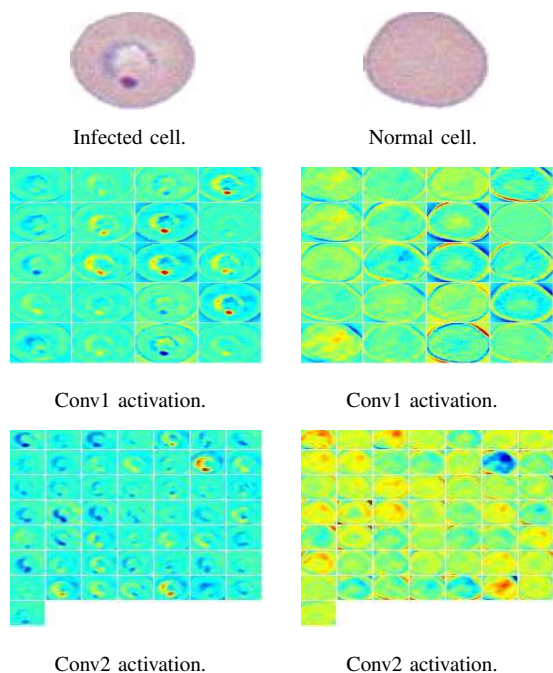 Infected cell.
Normal cell.
Conv1 activation.
Conv1 activation.
Conv2 activation.
Conv2 activation.